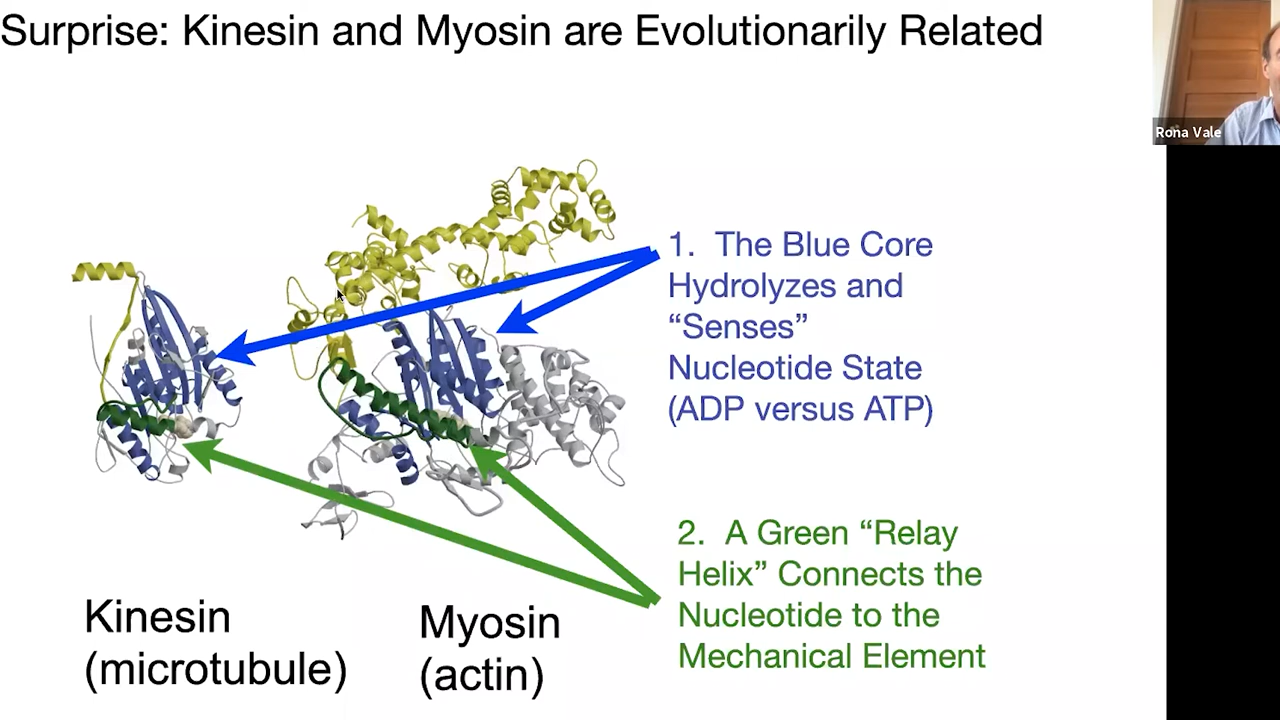 Surprise: Kinesin and Myosin are Evolutionarily Related
Rona Vale
1. The Blue Core
Hydrolyzes and
“Senses”
Nucleotide State
(ADP versus ATP)
2. A Green “Relay
Helix” Connects the
Nucleotide to the
Mechanical Element
Kinesin
(microtubule)
Myosin
(actin)